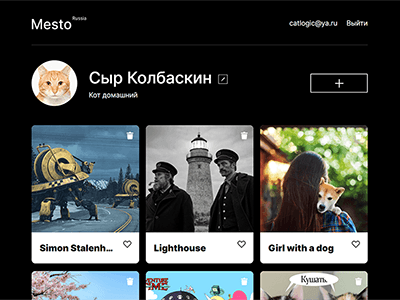 Mesto Russia
catlogic@ya.ru Выйти
Сыр Колбаскин
Кот домашний
Simon Stalenh...
Lighthouse
Girl with a dog
Кушать.